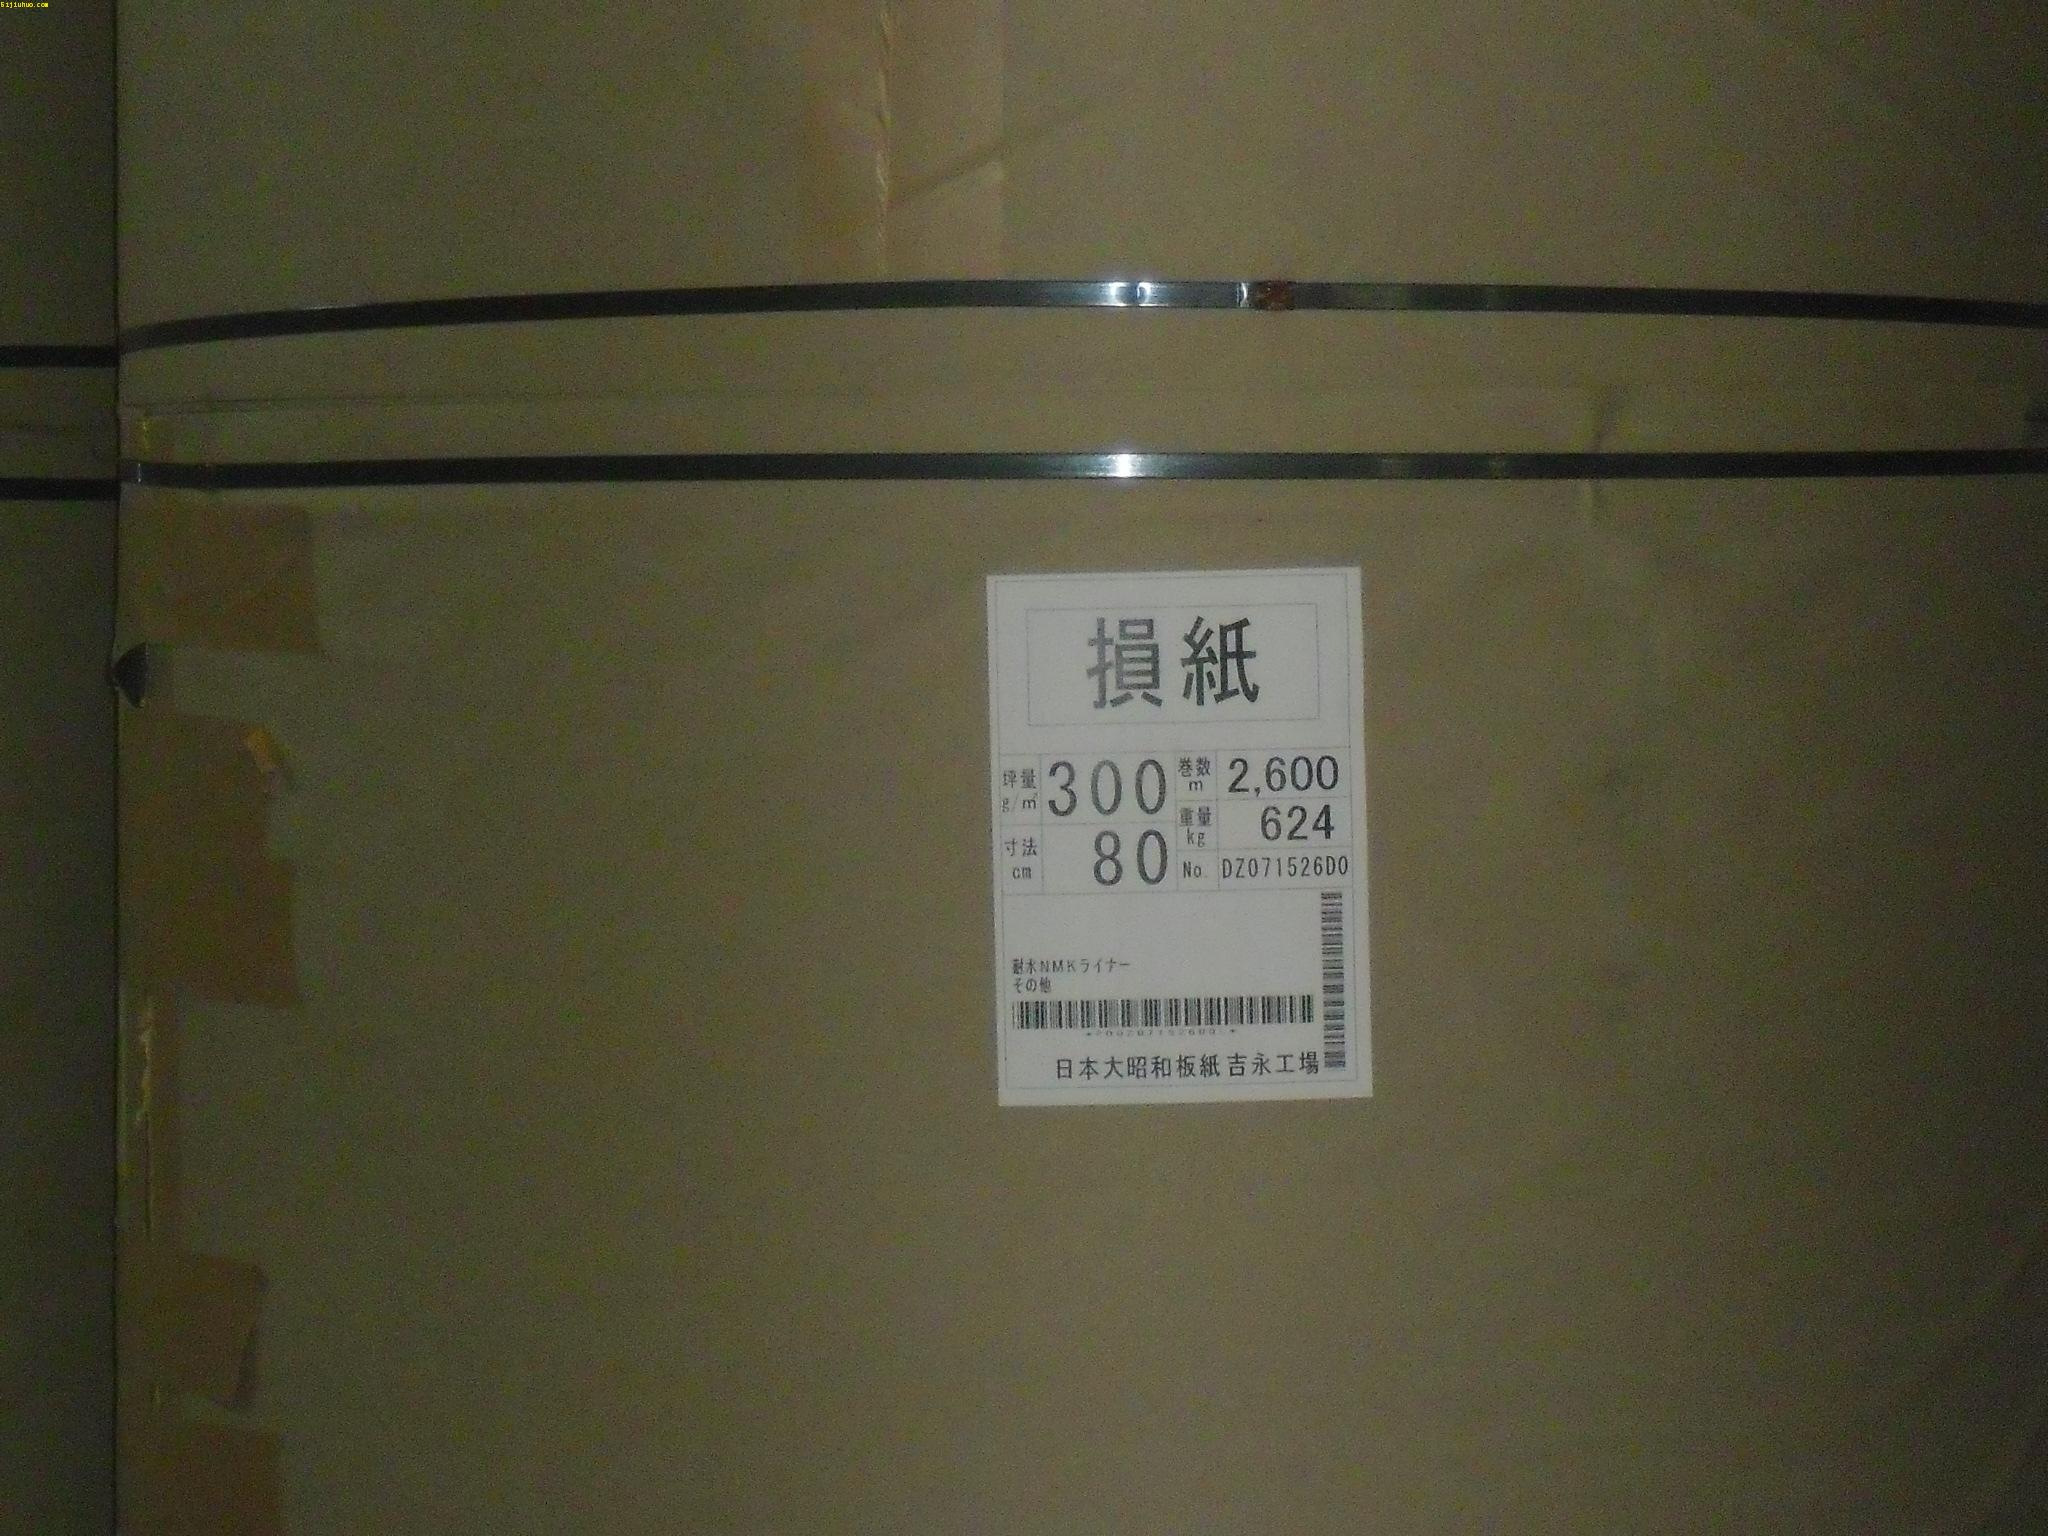 51jiuhuo.com
損紙
坪量 g/㎡ 300 巻数 m 2,600
重量 kg 624
寸法 cm 80 No. DZ071526D0
耐水NMKライナー
その他
日本大昭和板紙吉永工場